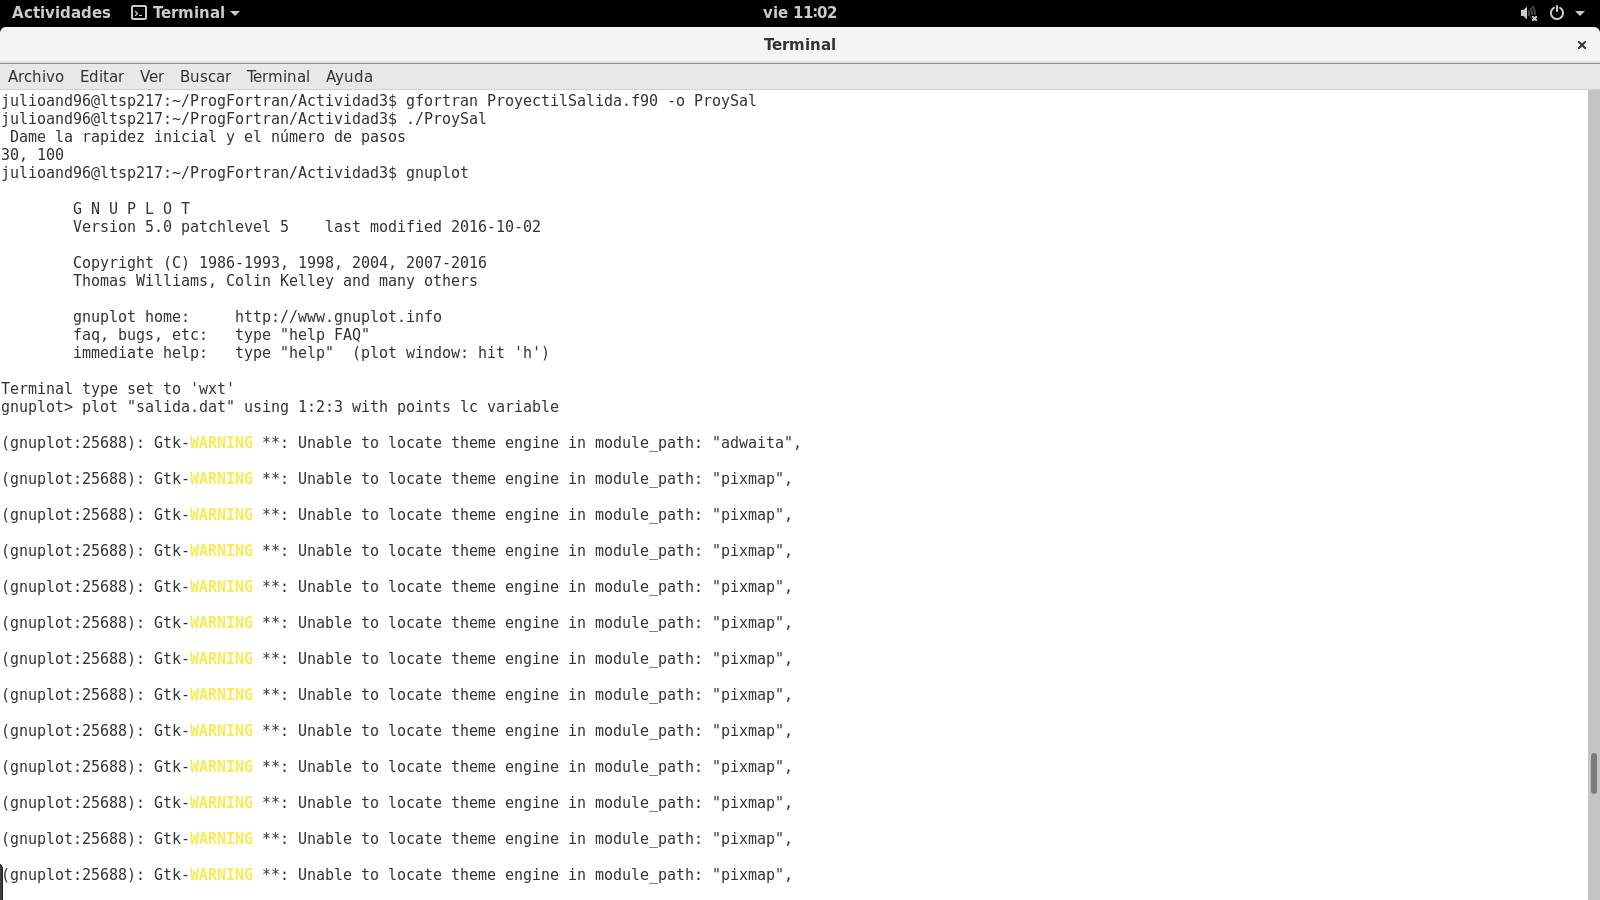 Actividades Terminal vie 11:02
Terminal
Archivo Editar Ver Buscar Terminal Ayuda
julioand96@ltsp217:~/ProgFortran/Actividad3$ gfortran ProyectilSalida.f90 -o ProySal
julioand96@ltsp217:~/ProgFortran/Actividad3$ ./ProySal
 Dame la rapidez inicial y el número de pasos
30, 100
julioand96@ltsp217:~/ProgFortran/Actividad3$ gnuplot
G N U P L O T
Version 5.0 patchlevel 5    last modified 2016-10-02
Copyright (C) 1986-1993, 1998, 2004, 2007-2016
Thomas Williams, Colin Kelley and many others
gnuplot home:     http://www.gnuplot.info
faq, bugs, etc:   type "help FAQ"
immediate help:   type "help"  (plot window: hit 'h')
Terminal type set to 'wxt'
gnuplot> plot "salida.dat" using 1:2:3 with points lc variable
(gnuplot:25688): Gtk-WARNING **: Unable to locate theme engine in module_path: "adwaita",
(gnuplot:25688): Gtk-WARNING **: Unable to locate theme engine in module_path: "pixmap",
(gnuplot:25688): Gtk-WARNING **: Unable to locate theme engine in module_path: "pixmap",
(gnuplot:25688): Gtk-WARNING **: Unable to locate theme engine in module_path: "pixmap",
(gnuplot:25688): Gtk-WARNING **: Unable to locate theme engine in module_path: "pixmap",
(gnuplot:25688): Gtk-WARNING **: Unable to locate theme engine in module_path: "pixmap",
(gnuplot:25688): Gtk-WARNING **: Unable to locate theme engine in module_path: "pixmap",
(gnuplot:25688): Gtk-WARNING **: Unable to locate theme engine in module_path: "pixmap",
(gnuplot:25688): Gtk-WARNING **: Unable to locate theme engine in module_path: "pixmap",
(gnuplot:25688): Gtk-WARNING **: Unable to locate theme engine in module_path: "pixmap",
(gnuplot:25688): Gtk-WARNING **: Unable to locate theme engine in module_path: "pixmap",
(gnuplot:25688): Gtk-WARNING **: Unable to locate theme engine in module_path: "pixmap",
(gnuplot:25688): Gtk-WARNING **: Unable to locate theme engine in module_path: "pixmap",